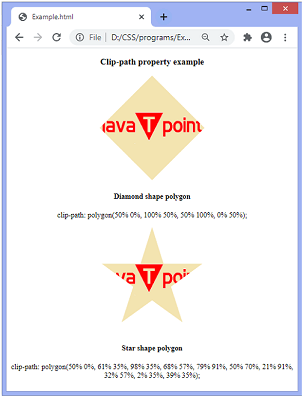 Example.html
File
D:/CSS/programs/Ex...
Clip-path property example
ava T point
Diamond shape polygon
clip-path: polygon(50% 0%, 100% 50%, 50% 100%, 0% 50%);
ava T poin
Star shape polygon
clip-path: polygon(50% 0%, 61% 35%, 98% 35%, 68% 57%, 79% 91%, 50% 70%, 21% 91%,
32% 57%, 2% 35%, 39% 35%);